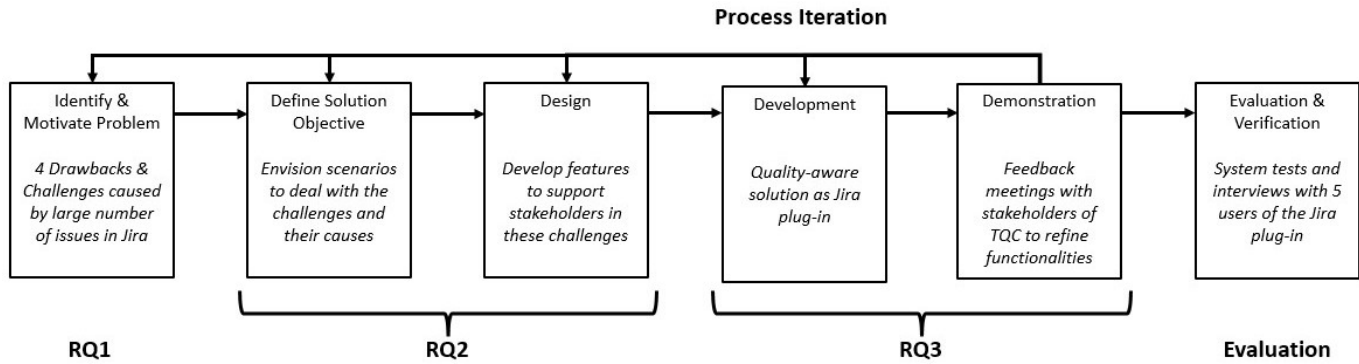 Process Iteration
Identify &
Motivate Problem
4 Drawbacks &
Challenges caused
by large number
of issues in Jira
Define Solution
Objective
Envision scenarios
to deal with the
challenges and
their causes
Design
Develop features
to support
stakeholders in
these challenges
Development
Quality-aware
solution as Jira
plug-in
Demonstration
Feedback
meetings with
stakeholders of
TQC to refine
functionalities
Evaluation &
Verification
System tests and
interviews with 5
users of the Jira
plug-in
RQ1
RQ2
RQ3
Evaluation